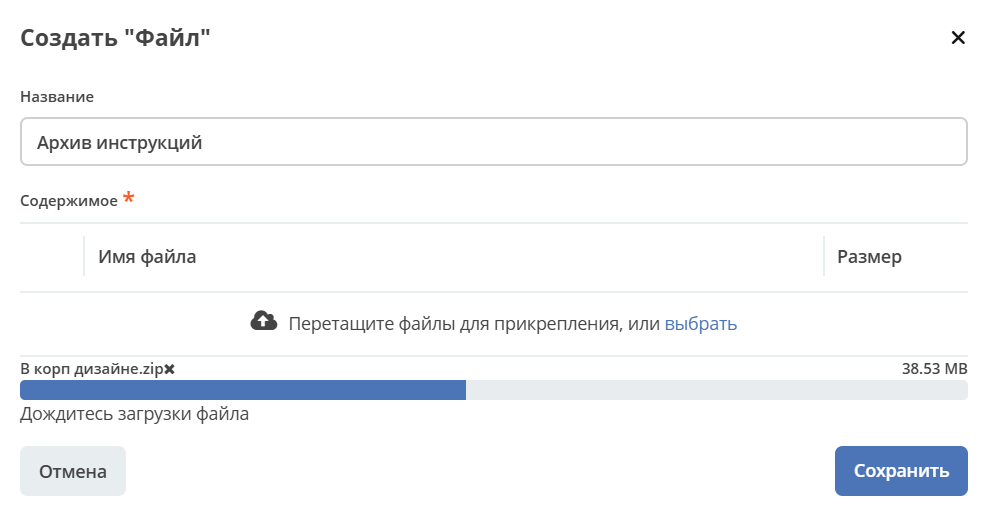 Создать "Файл"
Название
Архив инструкций
Содержимое *
Имя файла Размер
Перетащите файлы для прикрепления, или выбрать
В корп дизайне.zip 38.53 MB
Дождитесь загрузки файла
Отмена Сохранить